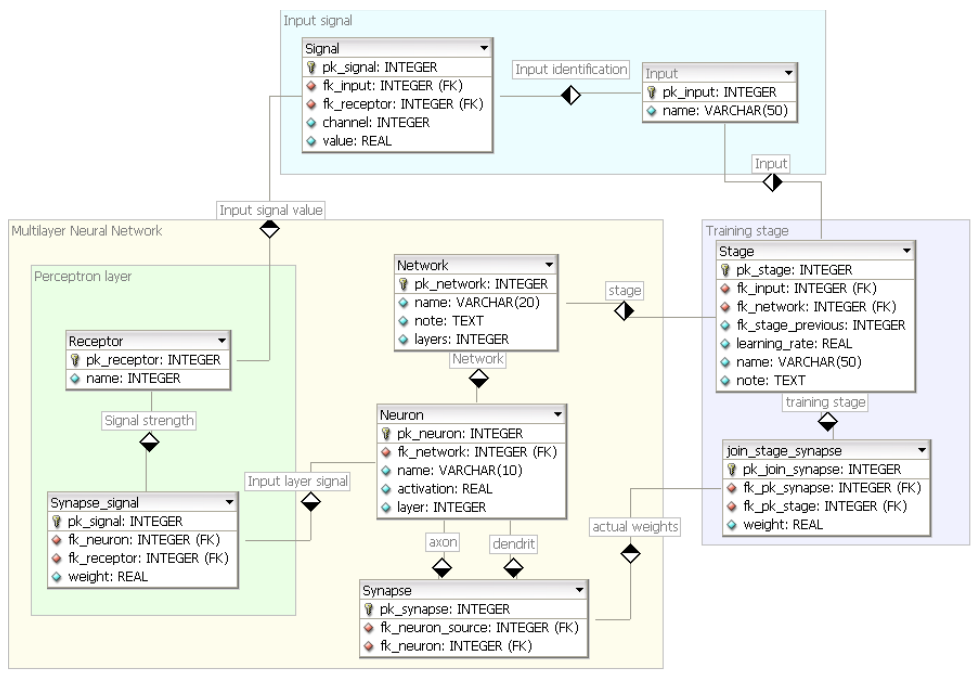 Input signal
Signal
pk_signal: INTEGER
fk_input: INTEGER (FK)
fk_receptor: INTEGER (FK)
channel: INTEGER
value: REAL
Input identification
Input
pk_input: INTEGER
name: VARCHAR(50)
Input
Input signal value
Multilayer Neural Network
Perceptron layer
Receptor
pk_receptor: INTEGER
name: INTEGER
Signal strength
Synapse_signal
pk_signal: INTEGER
fk_neuron: INTEGER (FK)
fk_receptor: INTEGER (FK)
weight: REAL
Input layer signal
Network
pk_network: INTEGER
name: VARCHAR(20)
note: TEXT
layers: INTEGER
Network
Neuron
pk_neuron: INTEGER
fk_network: INTEGER (FK)
name: VARCHAR(10)
activation: REAL
layer: INTEGER
axon
dendrit
Synapse
pk_synapse: INTEGER
fk_neuron_source: INTEGER (FK)
fk_neuron: INTEGER (FK)
stage
actual weights
Training stage
Stage
pk_stage: INTEGER
fk_input: INTEGER (FK)
fk_network: INTEGER (FK)
fk_stage_previous: INTEGER
learning_rate: REAL
name: VARCHAR(50)
note: TEXT
training stage
join_stage_synapse
pk_join_synapse: INTEGER
fk_pk_synapse: INTEGER (FK)
fk_pk_stage: INTEGER (FK)
weight: REAL